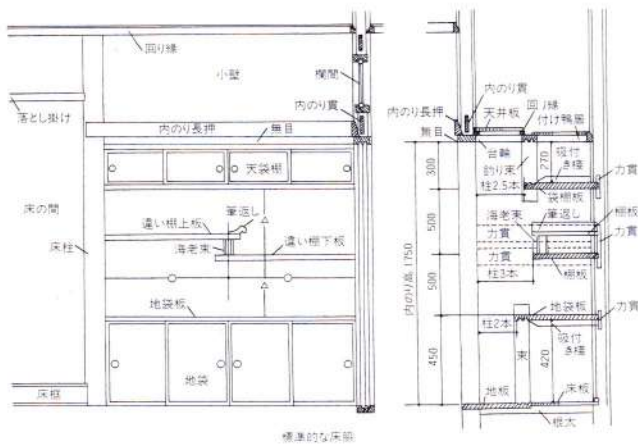 回り縁
小壁
欄間
落とし掛け
内のり貫
内のり長押
無目
天袋棚
床の間
床柱
違い棚上板
筆返し
海老束
違い棚下板
地袋板
地袋
床框
内のり貫
天井板
回り縁
付け鴨居
内のり長押
無目
台輪
釣り束
柱2.5本
270
吸付き桟
力貫
袋棚板
筆返し
棚板
海老束
力貫
力貫
力貫
柱3本
棚板
地袋板
力貫
柱2本
吸付き桟
束
420
地板
床板
根太
300
500
500
450
内のり高1750
標準的な床脇